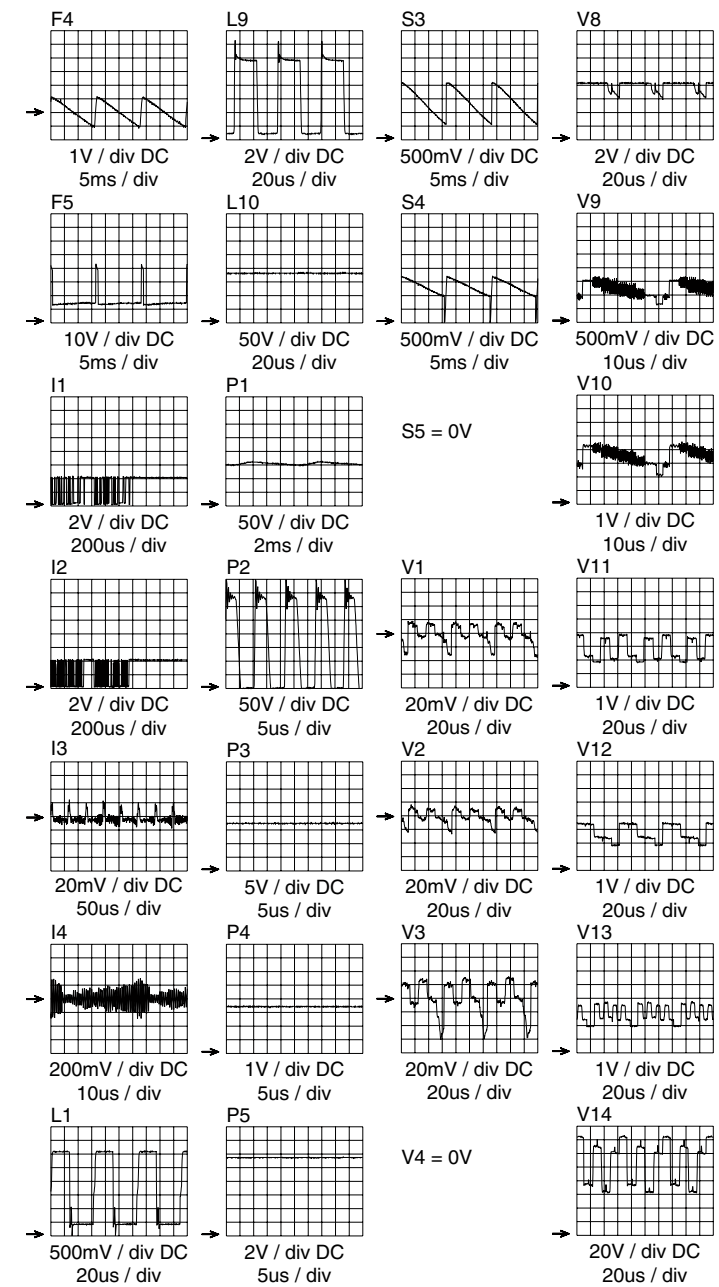 F4
1V / div DC
5ms / div
L9
2V / div DC
20us / div
S3
500mV / div DC
5ms / div
V8
2V / div DC
20us / div
F5
10V / div DC
5ms / div
L10
50V / div DC
20us / div
S4
500mV / div DC
5ms / div
V9
500mV / div DC
10us / div
I1
2V / div DC
200us / div
P1
50V / div DC
2ms / div
S5 = 0V
V10
1V / div DC
10us / div
I2
2V / div DC
200us / div
P2
50V / div DC
5us / div
V1
20mV / div DC
20us / div
V11
1V / div DC
20us / div
I3
20mV / div DC
50us / div
P3
5V / div DC
5us / div
V2
20mV / div DC
20us / div
V12
1V / div DC
20us / div
I4
200mV / div DC
10us / div
P4
1V / div DC
5us / div
V3
20mV / div DC
20us / div
V13
1V / div DC
20us / div
L1
500mV / div DC
20us / div
P5
2V / div DC
5us / div
V4 = 0V
V14
20V / div DC
20us / div